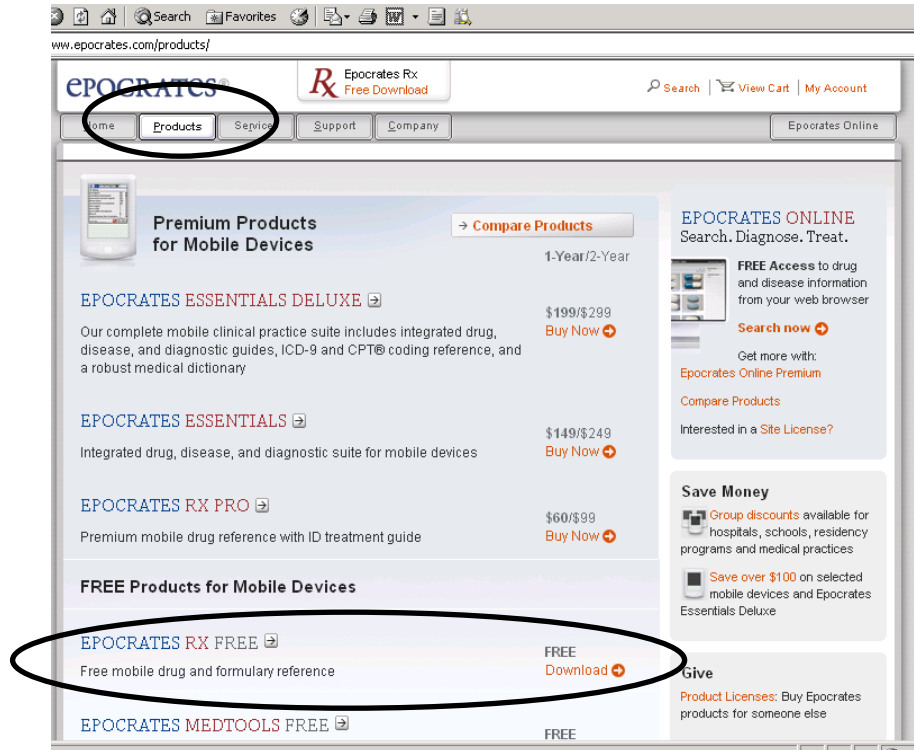 Search Favorites
ww.epocrates.com/products/
EPOCRATES®
Rx Epocrates Rx
Free Download
Search | View Cart | My Account
Home Products Services Support Company Epocrates Online
Premium Products
for Mobile Devices
→ Compare Products
1-Year/2-Year
EPOCRATES ESSENTIALS DELUXE
$199/$299
Buy Now
Our complete mobile clinical practice suite includes integrated drug,
disease, and diagnostic guides, ICD-9 and CPT® coding reference, and
a robust medical dictionary
EPOCRATES ESSENTIALS
$149/$249
Buy Now
Integrated drug, disease, and diagnostic suite for mobile devices
EPOCRATES RX PRO
$60/$99
Buy Now
Premium mobile drug reference with ID treatment guide
FREE Products for Mobile Devices
EPOCRATES RX FREE
FREE
Download
Free mobile drug and formulary reference
EPOCRATES MEDTOOLS FREE
FREE
EPOCRATES ONLINE
Search. Diagnose. Treat.
FREE Access to drug
and disease information
from your web browser
Search now
Get more with:
Epocrates Online Premium
Compare Products
Interested in a Site License?
Save Money
Group discounts available for
hospitals, schools, residency
programs and medical practices
Save over $100 on selected
mobile devices and Epocrates
Essentials Deluxe
Give
Product Licenses: Buy Epocrates
products for someone else